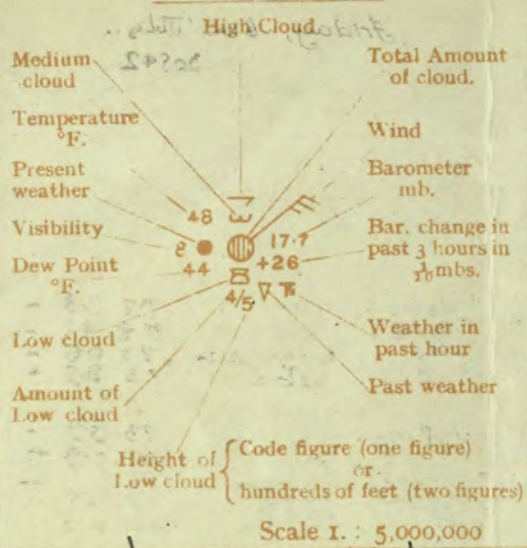 High Cloud
Medium
cloud
Total Amount
of cloud.
Temperature
°F.
Wind
Present
weather
Barometer
mb.
Visibility
Bar. change in
past 3 hours in
1/10 mbs.
Dew Point
°F.
48
8
17.7
44
+26
4/5
Low cloud
Weather in
past hour
Amount of
Low cloud
Past weather
Height of
Low cloud
Code figure (one figure)
or
hundreds of feet (two figures)
Scale 1. : 5,000,000